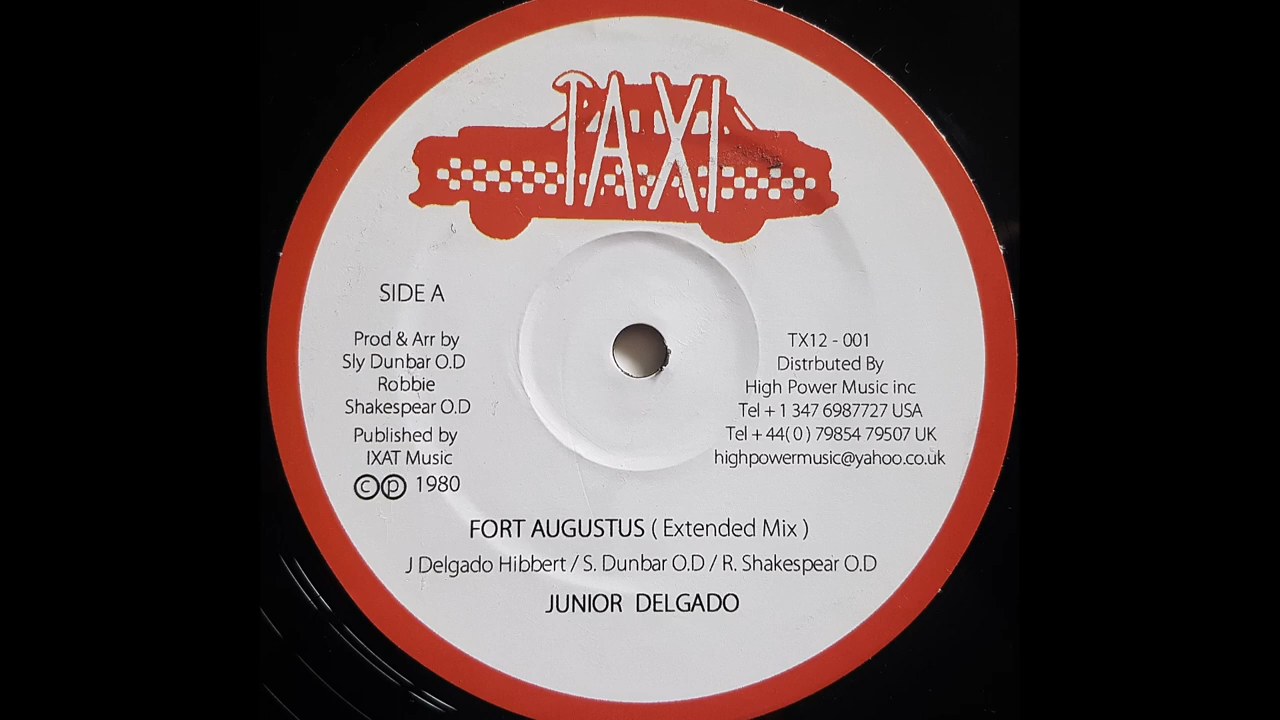 TAXI
SIDE A
Prod & Arr by
Sly Dunbar O.D
Robbie
Shakespear O.D
Published by
IXAT Music
©℗ 1980
TX12 - 001
Distrbuted By
High Power Music inc
Tel + 1 347 6987727 USA
Tel + 44( 0 ) 79854 79507 UK
highpowermusic@yahoo.co.uk
FORT AUGUSTUS ( Extended Mix )
J Delgado Hibbert / S. Dunbar O.D / R. Shakespear O.D
JUNIOR DELGADO